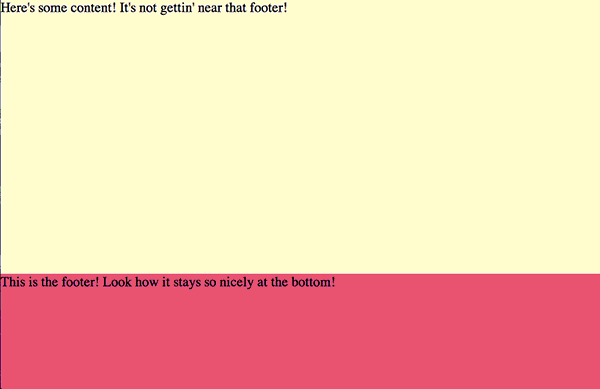 Here's some content! It's not gettin' near that footer!
This is the footer! Look how it stays so nicely at the bottom!